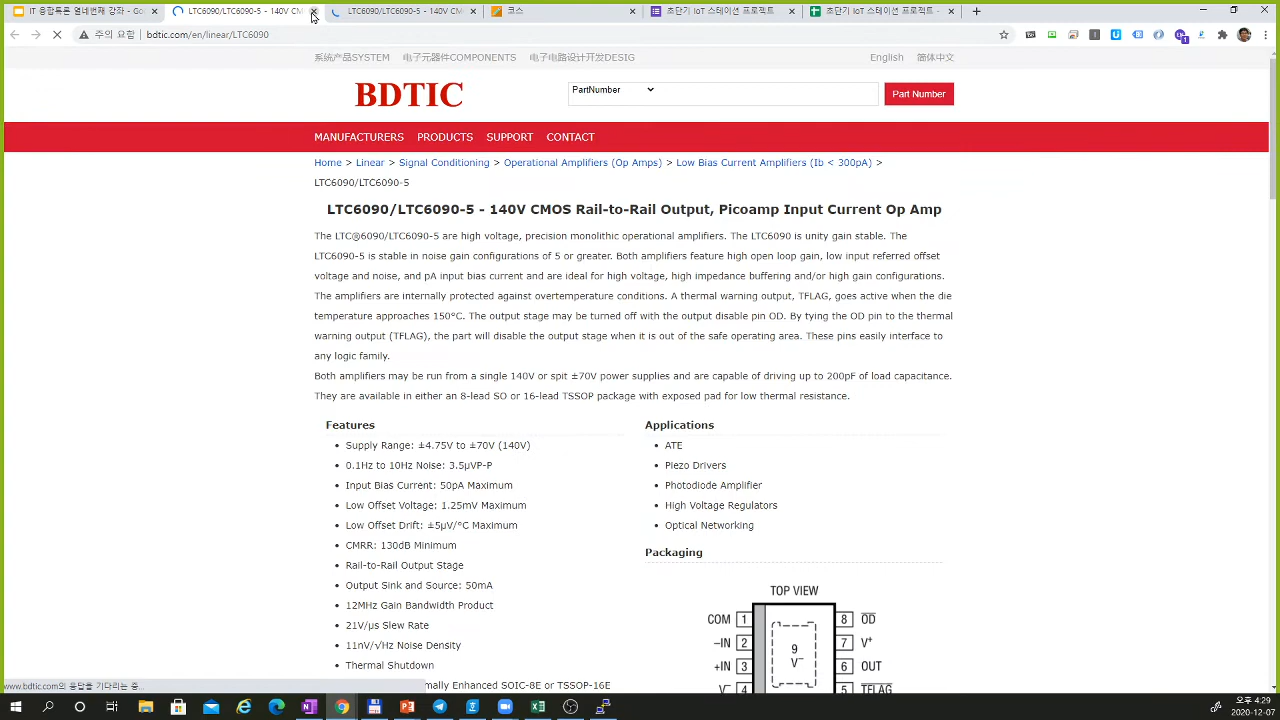 IT 융합톡론 열네번째 강좌 - Go
LTC6090/LTC6090-5 - 140V CM
LTC6090/LTC6090-5 - 140V CMC
코스
초단기 IoT 스테이션 프로젝트
초단기 IoT 스테이션 프로젝트 -
주의 요함 | bdtic.com/en/linear/LTC6090
系统产品SYSTEM 电子元器件COMPONENTS 电子电路设计开发DESIG English 简体中文
BDTIC PartNumber Part Number
MANUFACTURERS PRODUCTS SUPPORT CONTACT
Home > Linear > Signal Conditioning > Operational Amplifiers (Op Amps) > Low Bias Current Amplifiers (Ib < 300pA) >
LTC6090/LTC6090-5
LTC6090/LTC6090-5 - 140V CMOS Rail-to-Rail Output, Picoamp Input Current Op Amp
The LTC@6090/LTC6090-5 are high voltage, precision monolithic operational amplifiers. The LTC6090 is unity gain stable. The
LTC6090-5 is stable in noise gain configurations of 5 or greater. Both amplifiers feature high open loop gain, low input referred offset
voltage and noise, and pA input bias current and are ideal for high voltage, high impedance buffering and/or high gain configurations.
The amplifiers are internally protected against overtemperature conditions. A thermal warning output, TFLAG, goes active when the die
temperature approaches 150°C. The output stage may be turned off with the output disable pin OD. By tying the OD pin to the thermal
warning output (TFLAG), the part will disable the output stage when it is out of the safe operating area. These pins easily interface to
any logic family.
Both amplifiers may be run from a single 140V or spit ±70V power supplies and are capable of driving up to 200pF of load capacitance.
They are available in either an 8-lead SO or 16-lead TSSOP package with exposed pad for low thermal resistance.
Features
Supply Range: ±4.75V to ±70V (140V)
0.1Hz to 10Hz Noise: 3.5μVP-P
Input Bias Current: 50pA Maximum
Low Offset Voltage: 1.25mV Maximum
Low Offset Drift: ±5μV/°C Maximum
CMRR: 130dB Minimum
Rail-to-Rail Output Stage
Output Sink and Source: 50mA
12MHz Gain Bandwidth Product
21V/μs Slew Rate
11nV/√Hz Noise Density
Thermal Shutdown
mally Enhanced SOIC-8E or TSSOP-16E
Applications
ATE
Piezo Drivers
Photodiode Amplifier
High Voltage Regulators
Optical Networking
Packaging
TOP VIEW
COM 1 8 OD
–IN 2 9 7 V+
+IN 3 V– 6 OUT
V– 4 5 TFLAG
www.bdtic.com의 응답을 기다리는 중...
오후 4:29
2020-12-07